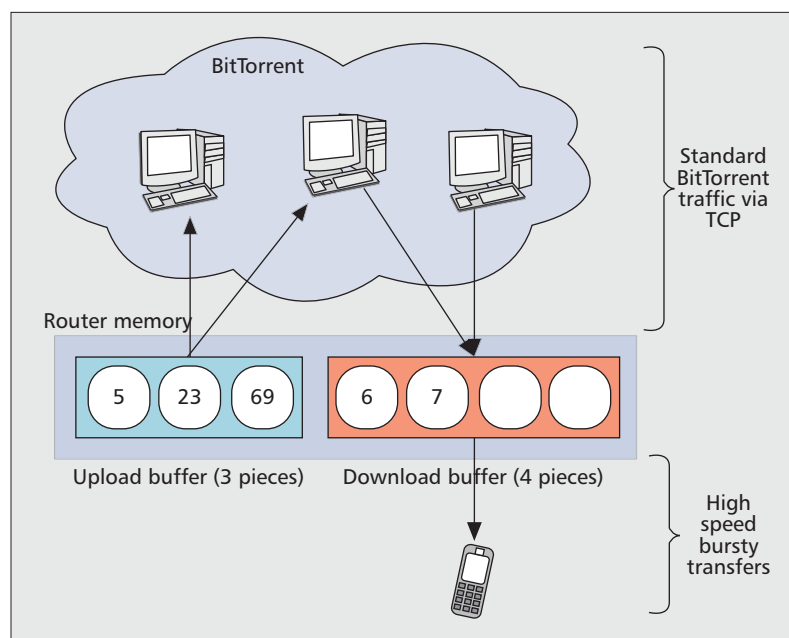 BitTorrent
Standard
BitTorrent
traffic via
TCP
Router memory
5 23 69 6 7
Upload buffer (3 pieces) Download buffer (4 pieces)
High
speed
bursty
transfers